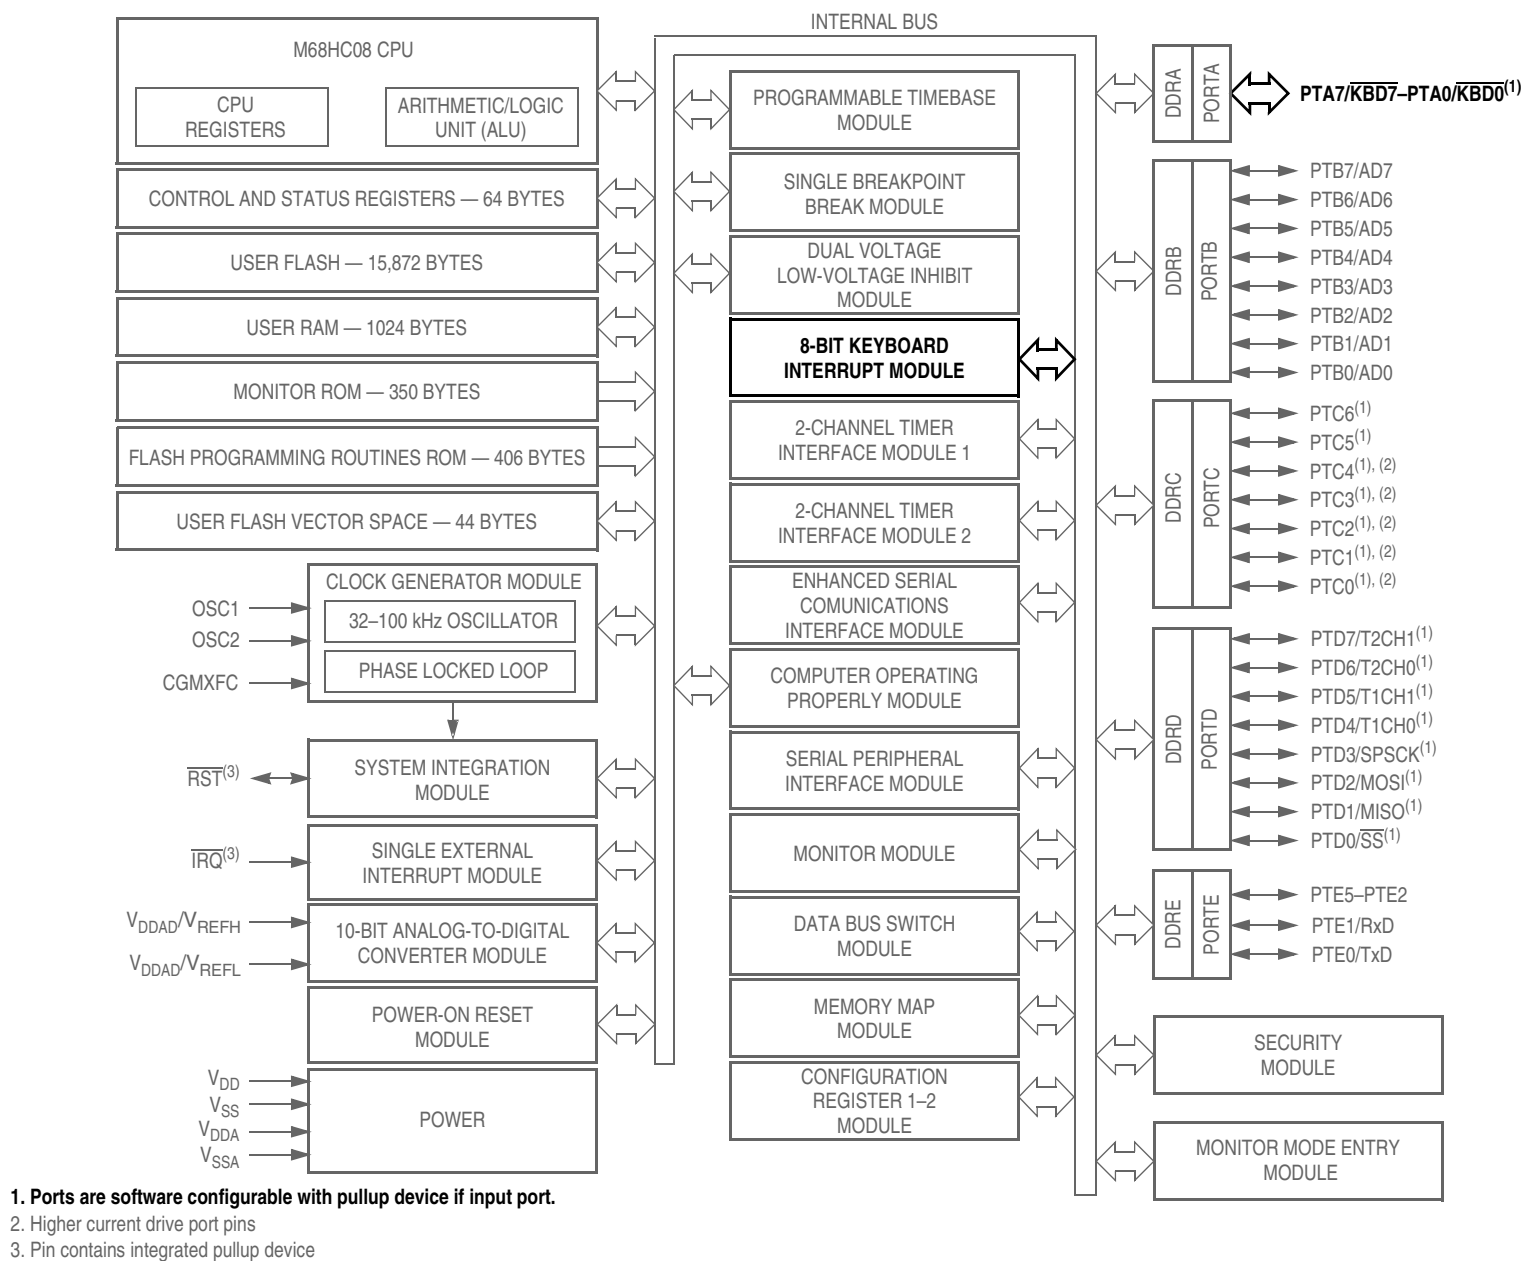 INTERNAL BUS
M68HC08 CPU
CPU
REGISTERS
ARITHMETIC/LOGIC
UNIT (ALU)
CONTROL AND STATUS REGISTERS — 64 BYTES
USER FLASH — 15,872 BYTES
USER RAM — 1024 BYTES
MONITOR ROM — 350 BYTES
FLASH PROGRAMMING ROUTINES ROM — 406 BYTES
USER FLASH VECTOR SPACE — 44 BYTES
CLOCK GENERATOR MODULE
32–100 kHz OSCILLATOR
PHASE LOCKED LOOP
OSC1
OSC2
CGMXFC
SYSTEM INTEGRATION
MODULE
RST(3)
SINGLE EXTERNAL
INTERRUPT MODULE
IRQ(3)
10-BIT ANALOG-TO-DIGITAL
CONVERTER MODULE
VDDAD/VREFH
VDDAD/VREFL
POWER-ON RESET
MODULE
POWER
VDD
VSS
VDDA
VSSA
PROGRAMMABLE TIMEBASE
MODULE
SINGLE BREAKPOINT
BREAK MODULE
DUAL VOLTAGE
LOW-VOLTAGE INHIBIT
MODULE
8-BIT KEYBOARD
INTERRUPT MODULE
2-CHANNEL TIMER
INTERFACE MODULE 1
2-CHANNEL TIMER
INTERFACE MODULE 2
ENHANCED SERIAL
COMUNICATIONS
INTERFACE MODULE
COMPUTER OPERATING
PROPERLY MODULE
SERIAL PERIPHERAL
INTERFACE MODULE
MONITOR MODULE
DATA BUS SWITCH
MODULE
MEMORY MAP
MODULE
CONFIGURATION
REGISTER 1–2
MODULE
DDRA
PORTA
PTA7/KBD7–PTA0/KBD0(1)
DDRB
PORTB
PTB7/AD7
PTB6/AD6
PTB5/AD5
PTB4/AD4
PTB3/AD3
PTB2/AD2
PTB1/AD1
PTB0/AD0
DDRC
PORTC
PTC6(1)
PTC5(1)
PTC4(1), (2)
PTC3(1), (2)
PTC2(1), (2)
PTC1(1), (2)
PTC0(1), (2)
DDRD
PORTD
PTD7/T2CH1(1)
PTD6/T2CH0(1)
PTD5/T1CH1(1)
PTD4/T1CH0(1)
PTD3/SPSCK(1)
PTD2/MOSI(1)
PTD1/MISO(1)
PTD0/SS(1)
DDRE
PORTE
PTE5–PTE2
PTE1/RxD
PTE0/TxD
SECURITY
MODULE
MONITOR MODE ENTRY
MODULE
1. Ports are software configurable with pullup device if input port.
2. Higher current drive port pins
3. Pin contains integrated pullup device